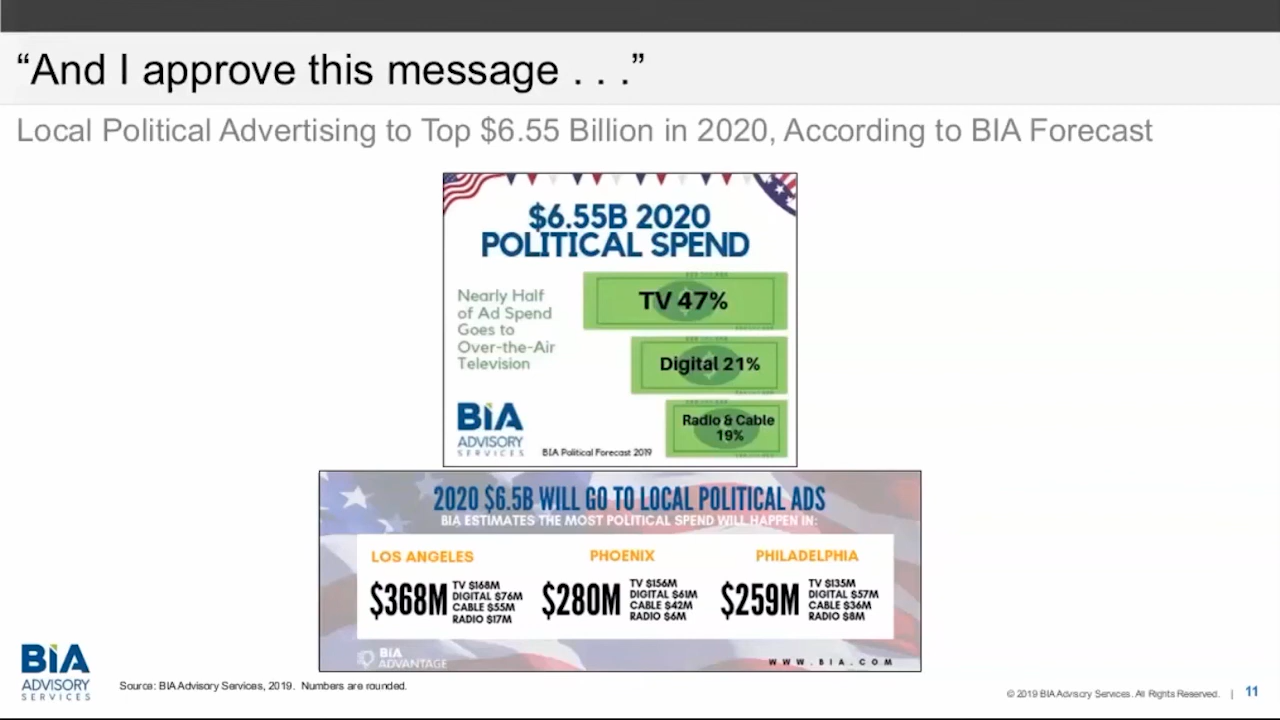 “And I approve this message . . .”
Local Political Advertising to Top $6.55 Billion in 2020, According to BIA Forecast
$6.55B 2020
POLITICAL SPEND
Nearly Half
of Ad Spend
Goes to
Over-the-Air
Television
TV 47%
Digital 21%
Radio & Cable
19%
BIA
ADVISORY
SERVICES
BIA Political Forecast 2019
2020 $6.5B WILL GO TO LOCAL POLITICAL ADS
BIA ESTIMATES THE MOST POLITICAL SPEND WILL HAPPEN IN:
LOS ANGELES
$368M
TV $168M
DIGITAL $76M
CABLE $55M
RADIO $17M
PHOENIX
$280M
TV $156M
DIGITAL $61M
CABLE $42M
RADIO $6M
PHILADELPHIA
$259M
TV $135M
DIGITAL $57M
CABLE $36M
RADIO $8M
BIA
ADVANTAGE
WWW.BIA.COM
BIA
ADVISORY
SERVICES
Source: BIA Advisory Services, 2019. Numbers are rounded.
© 2019 BIA Advisory Services. All Rights Reserved. | 11